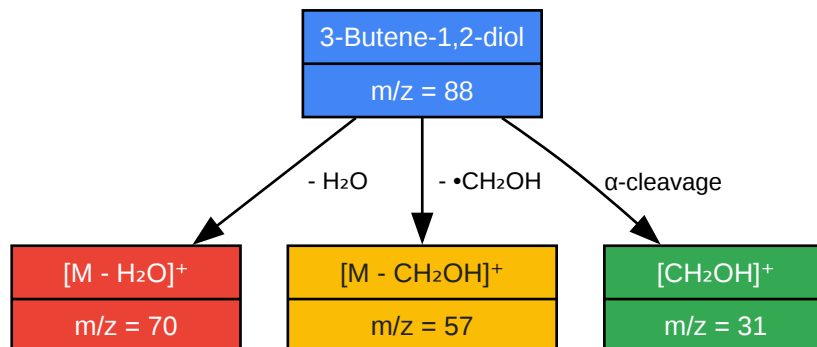 3-Butene-1,2-diol
m/z = 88
- H₂O
- •CH₂OH
α-cleavage
[M - H₂O]⁺
m/z = 70
[M - CH₂OH]⁺
m/z = 57
[CH₂OH]⁺
m/z = 31